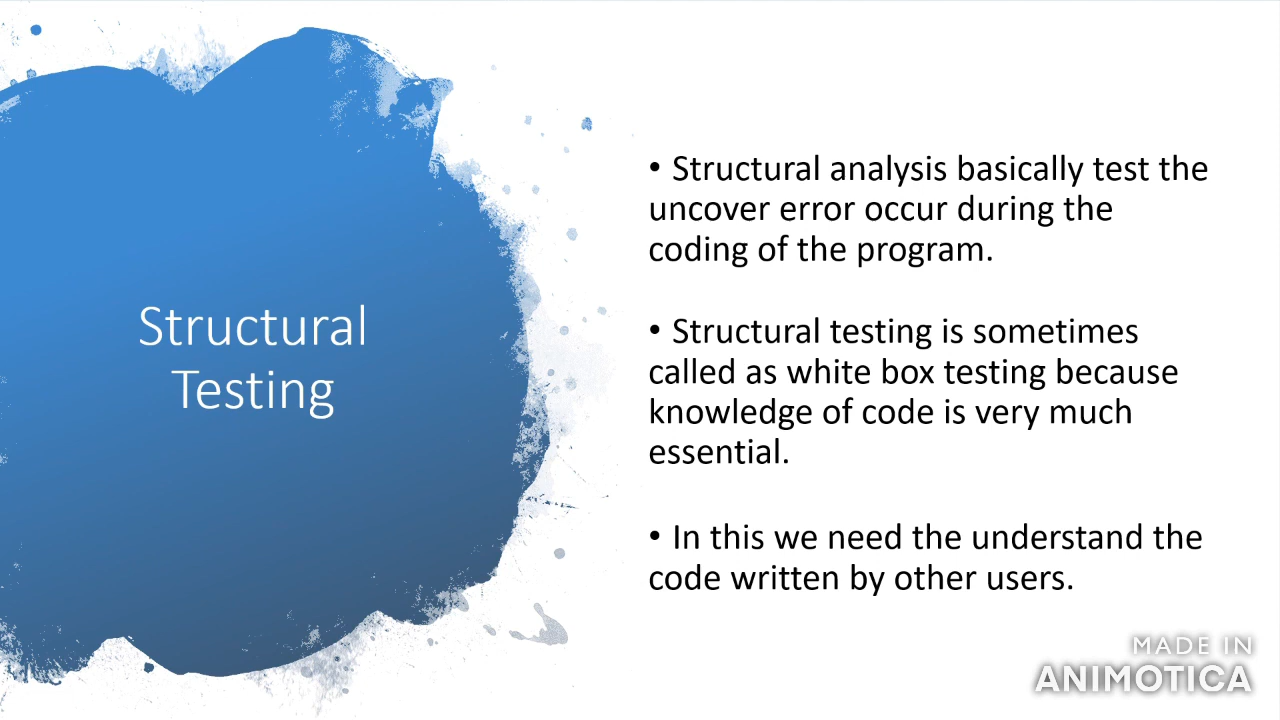 Structural
Testing
• Structural analysis basically test the
uncover error occur during the
coding of the program.
• Structural testing is sometimes
called as white box testing because
knowledge of code is very much
essential.
• In this we need the understand the
code written by other users.
MADE IN
ANIMOTICA